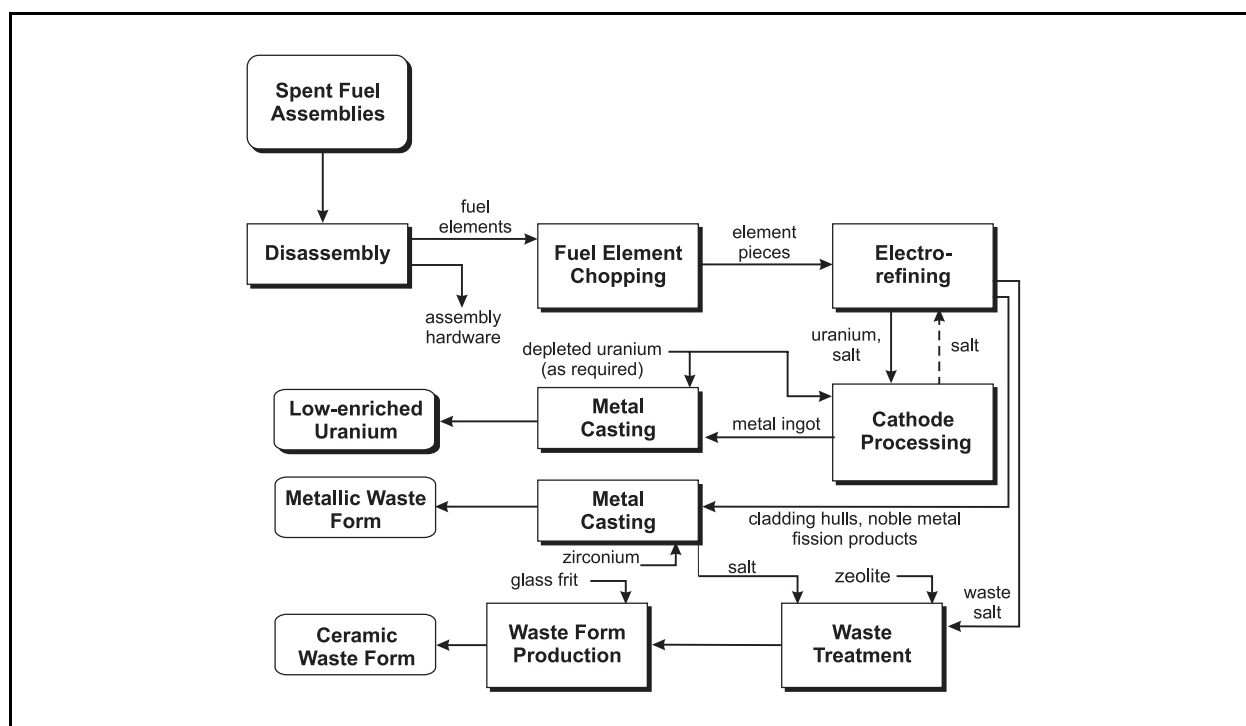 Spent Fuel
Assemblies
fuel
elements
Disassembly
Fuel Element
Chopping
element
pieces
Electro-
refining
assembly
hardware
uranium,
salt
salt
depleted uranium
(as required)
Low-enriched
Uranium
Metal
Casting
metal ingot
Cathode
Processing
Metallic Waste
Form
Metal
Casting
cladding hulls, noble metal
fission products
zirconium
salt
glass frit
zeolite
waste
salt
Ceramic
Waste Form
Waste Form
Production
Waste
Treatment